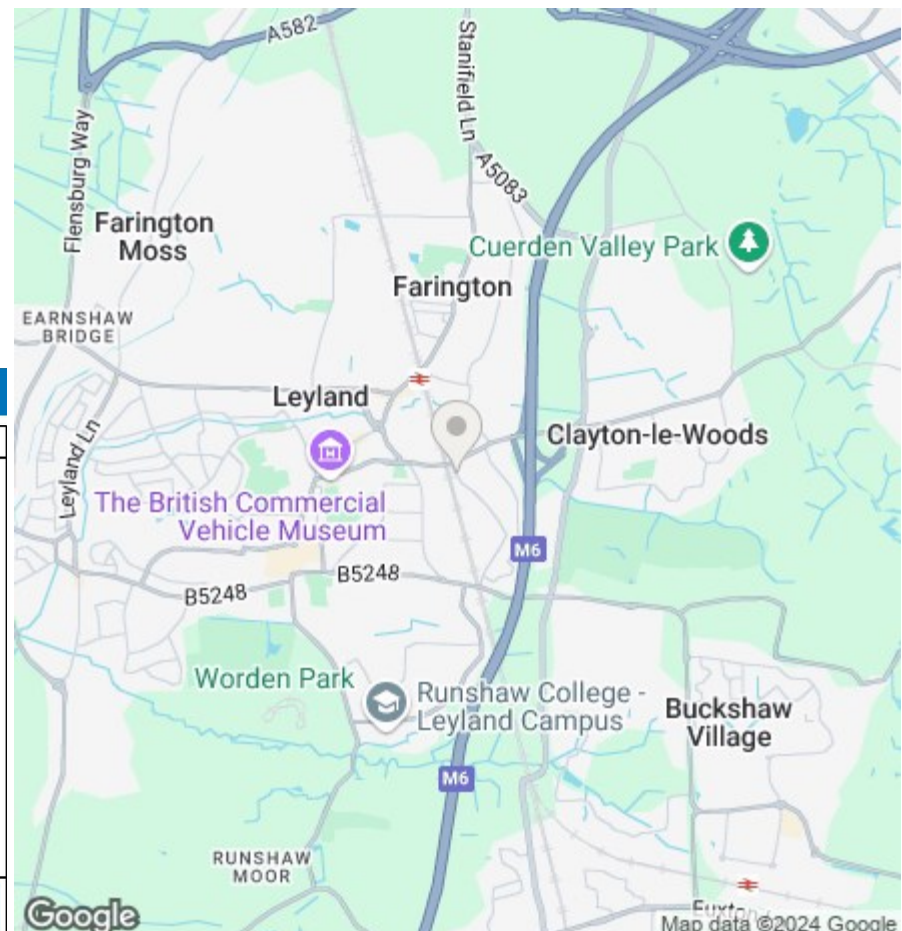 A582
Stanifield Ln
A5083
Flensburg Way
Farington
Moss
Cuerden Valley Park
Farington
EARNSHAW
BRIDGE
Leyland
Clayton-le-Woods
Leyland Ln
The British Commercial
Vehicle Museum
M6
B5248
B5248
Worden Park
Runshaw College -
Leyland Campus
Buckshaw
Village
M6
RUNSHAW
MOOR
Google
Map data ©2024 Google